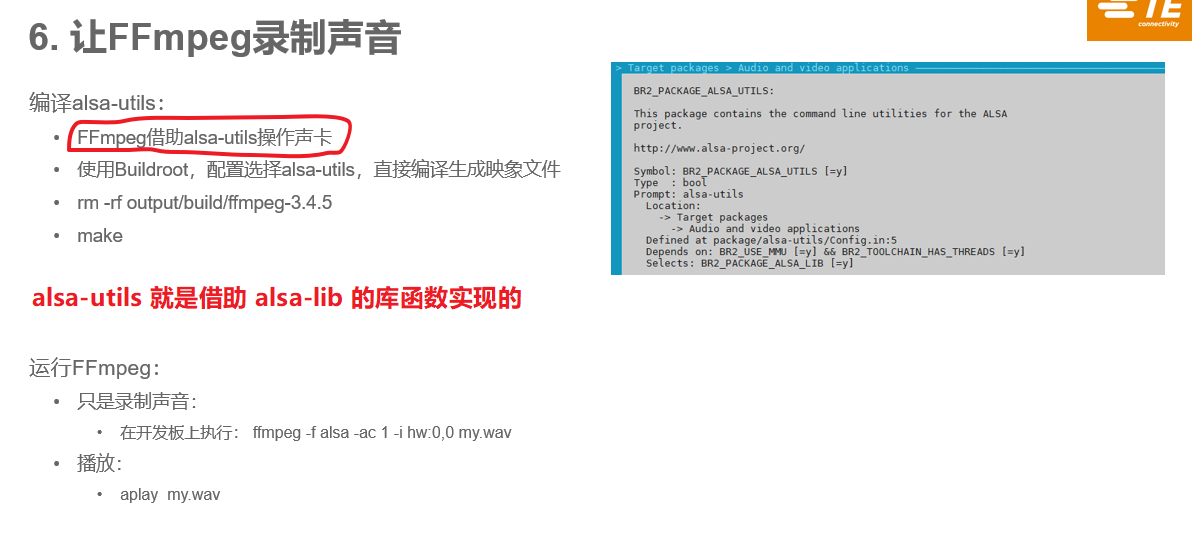 6. 让FFmpeg录制声音
TE
connectivity
编译alsa-utils：
• FFmpeg借助alsa-utils操作声卡
• 使用Buildroot，配置选择alsa-utils，直接编译生成映象文件
• rm -rf output/build/ffmpeg-3.4.5
• make
> Target packages > Audio and video applications
BR2_PACKAGE_ALSA_UTILS:
This package contains the command line utilities for the ALSA
project.
http://www.alsa-project.org/
Symbol: BR2_PACKAGE_ALSA_UTILS [=y]
Type  : bool
Prompt: alsa-utils
Location:
-> Target packages
-> Audio and video applications
Defined at package/alsa-utils/Config.in:5
Depends on: BR2_USE_MMU [=y] && BR2_TOOLCHAIN_HAS_THREADS [=y]
Selects: BR2_PACKAGE_ALSA_LIB [=y]
alsa-utils 就是借助 alsa-lib 的库函数实现的
运行FFmpeg：
• 只是录制声音：
• 在开发板上执行： ffmpeg -f alsa -ac 1 -i hw:0,0 my.wav
• 播放：
• aplay  my.wav